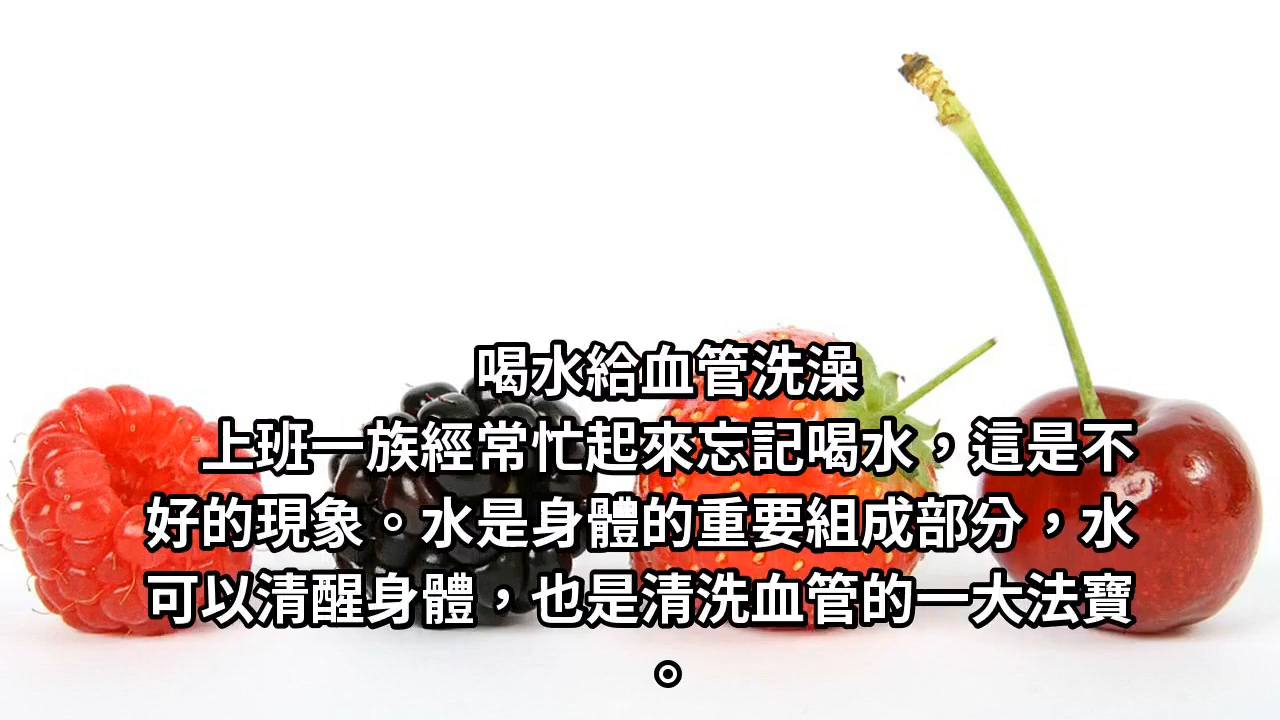 喝水給血管洗澡
上班一族經常忙起來忘記喝水，這是不
好的現象。水是身體的重要組成部分，水
可以清醒身體，也是清洗血管的一大法寶
。